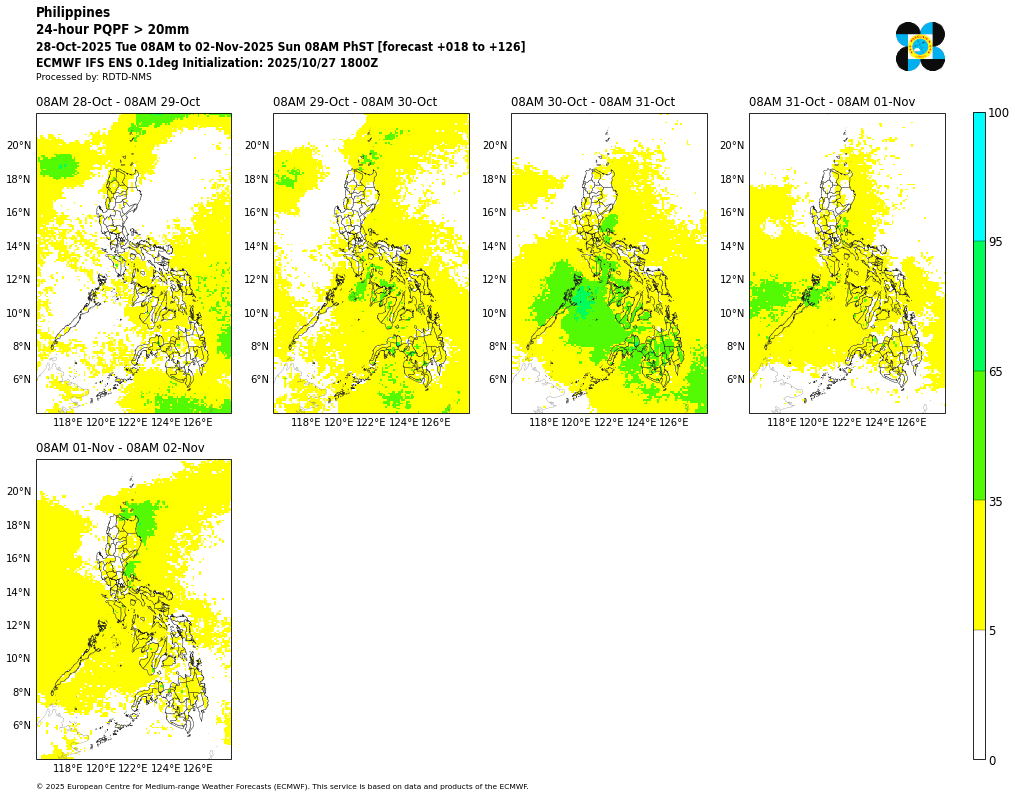 Philippines
24-hour PQPF > 20mm
28-Oct-2025 Tue 08AM to 02-Nov-2025 Sun 08AM PhST [forecast +018 to +126]
ECMWF IFS ENS 0.1deg Initialization: 2025/10/27 1800Z
Processed by: RDTD-NMS
08AM 28-Oct - 08AM 29-Oct
08AM 29-Oct - 08AM 30-Oct
08AM 30-Oct - 08AM 31-Oct
08AM 31-Oct - 08AM 01-Nov
20°N 20°N 20°N 20°N
18°N 18°N 18°N 18°N
16°N 16°N 16°N 16°N
14°N 14°N 14°N 14°N
12°N 12°N 12°N 12°N
10°N 10°N 10°N 10°N
8°N 8°N 8°N 8°N
6°N 6°N 6°N 6°N
118°E 120°E 122°E 124°E 126°E
118°E 120°E 122°E 124°E 126°E
118°E 120°E 122°E 124°E 126°E
118°E 120°E 122°E 124°E 126°E
100
95
65
35
5
0
08AM 01-Nov - 08AM 02-Nov
20°N
18°N
16°N
14°N
12°N
10°N
8°N
6°N
118°E 120°E 122°E 124°E 126°E
© 2025 European Centre for Medium-range Weather Forecasts (ECMWF). This service is based on data and products of the ECMWF.